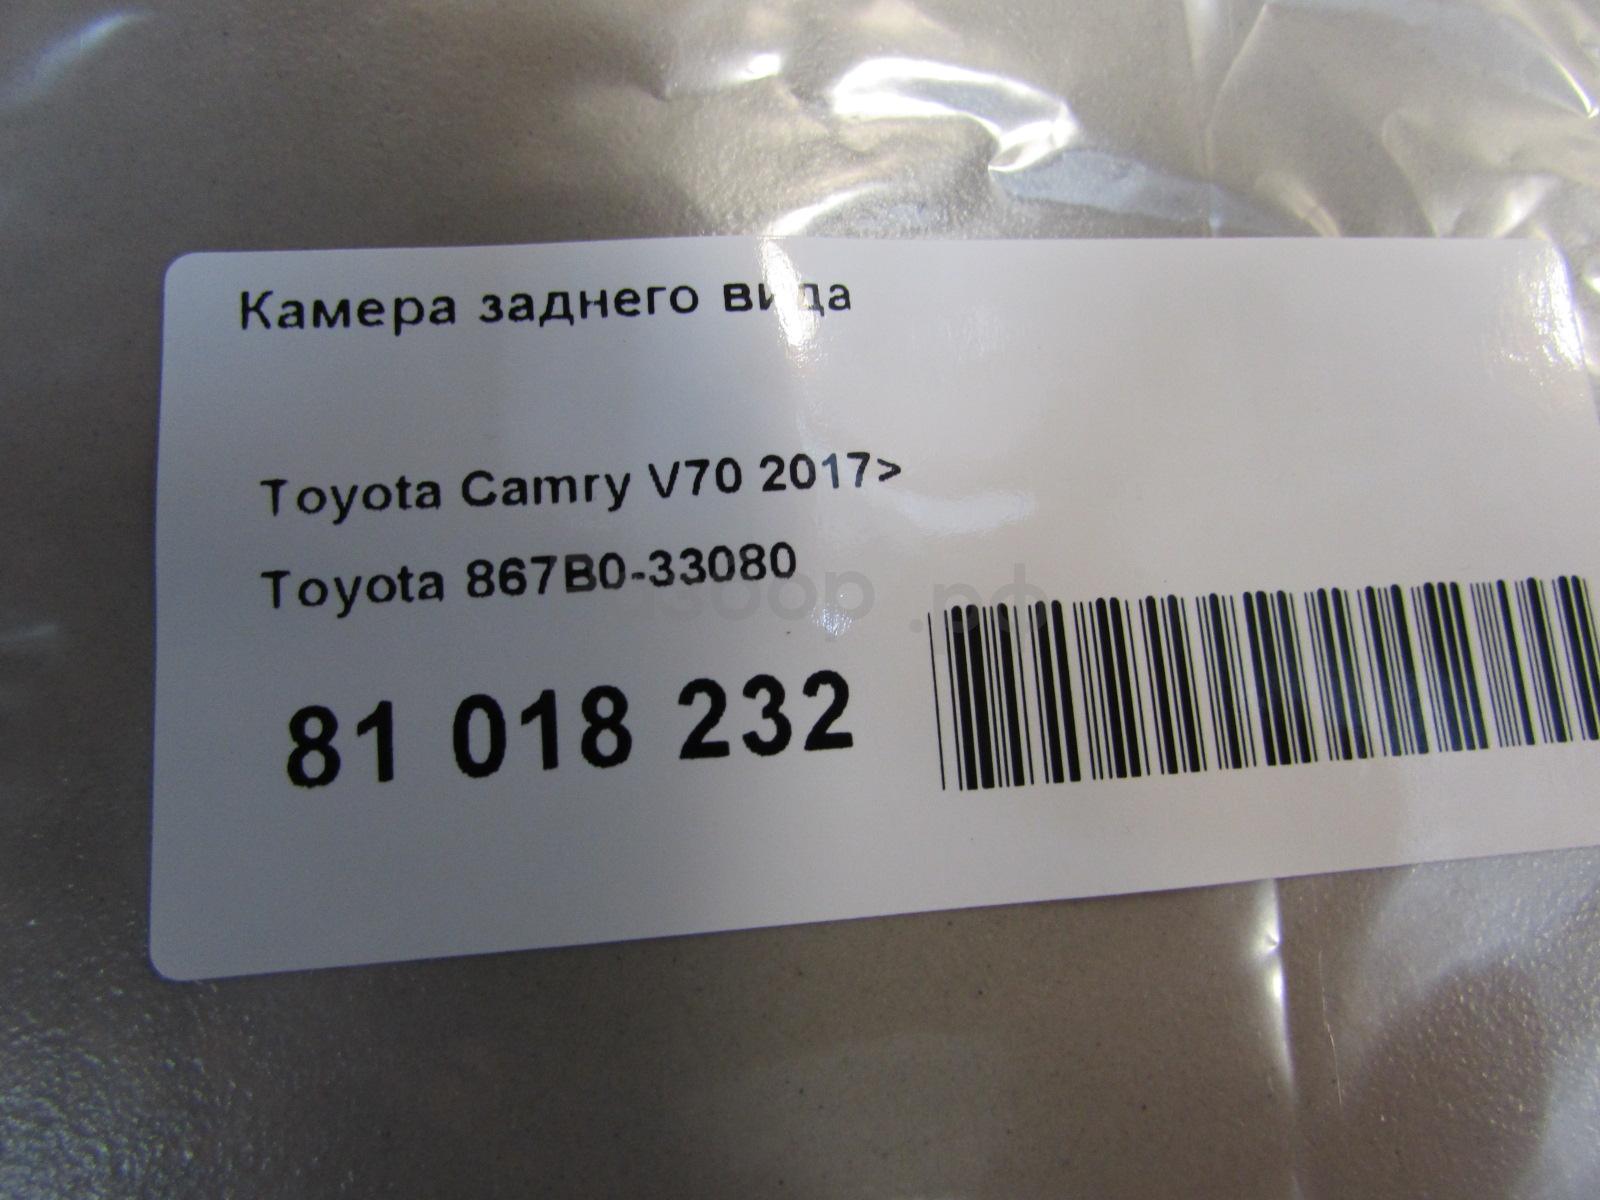 Камера заднего вида
Toyota Camry V70 2017>
Toyota 867B0-33080
81 018 232